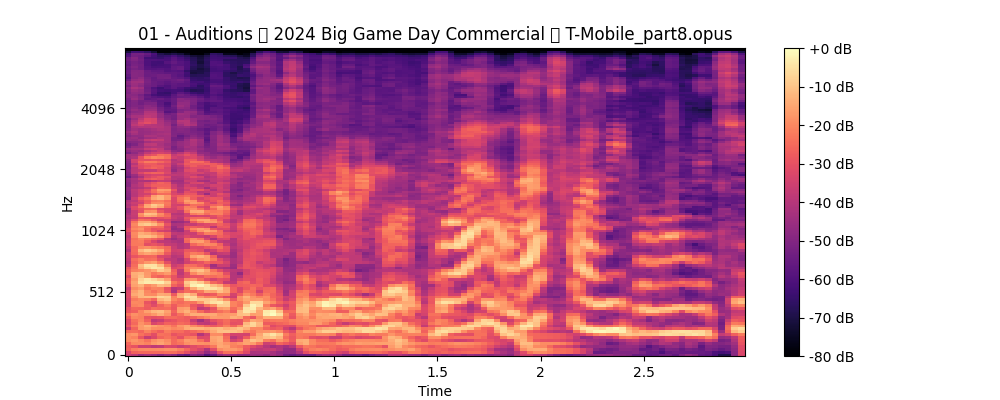 01 - Auditions ▯ 2024 Big Game Day Commercial ▯ T-Mobile_part8.opus
+0 dB
-10 dB
-20 dB
-30 dB
-40 dB
-50 dB
-60 dB
-70 dB
-80 dB
4096
2048
1024
512
0
Hz
0
0.5
1
1.5
2
2.5
Time